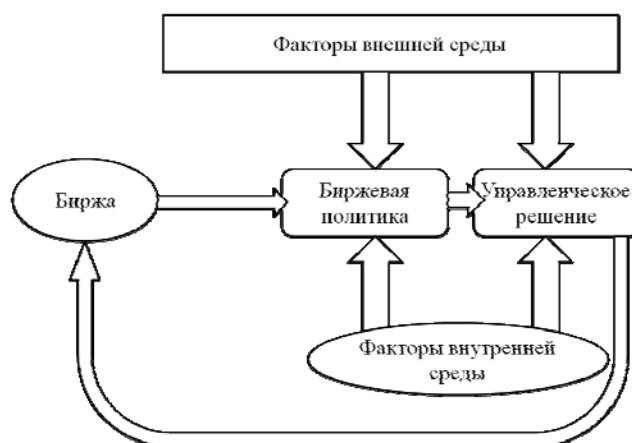 Факторы внешней среды
Биржа
Биржевая
политика
Управленческое
решение
Факторы внутренней
среды